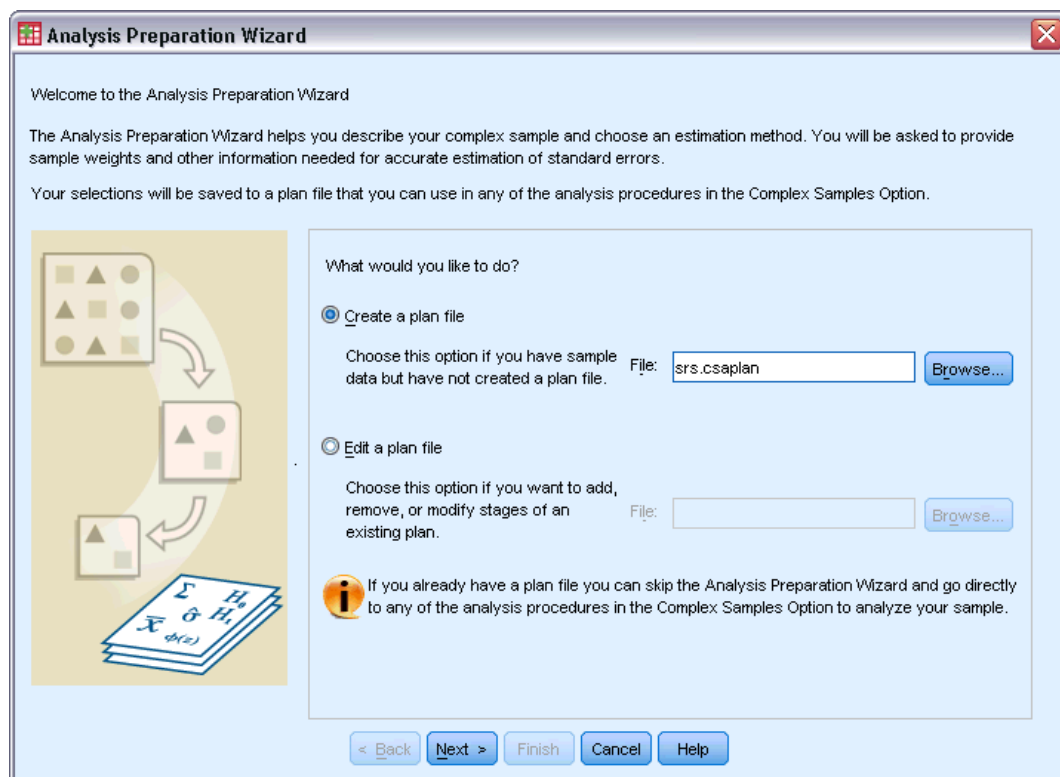 Analysis Preparation Wizard
Welcome to the Analysis Preparation Wizard
The Analysis Preparation Wizard helps you describe your complex sample and choose an estimation method. You will be asked to provide
sample weights and other information needed for accurate estimation of standard errors.
Your selections will be saved to a plan file that you can use in any of the analysis procedures in the Complex Samples Option.
What would you like to do?
Create a plan file
Choose this option if you have sample
data but have not created a plan file.
File: srs.csaplan Browse...
Edit a plan file
Choose this option if you want to add,
remove, or modify stages of an
existing plan.
File: Browse...
If you already have a plan file you can skip the Analysis Preparation Wizard and go directly
to any of the analysis procedures in the Complex Samples Option to analyze your sample.
Σ H₀
σ̂ H₁
x̄ ϕ(z)
< Back Next > Finish Cancel Help